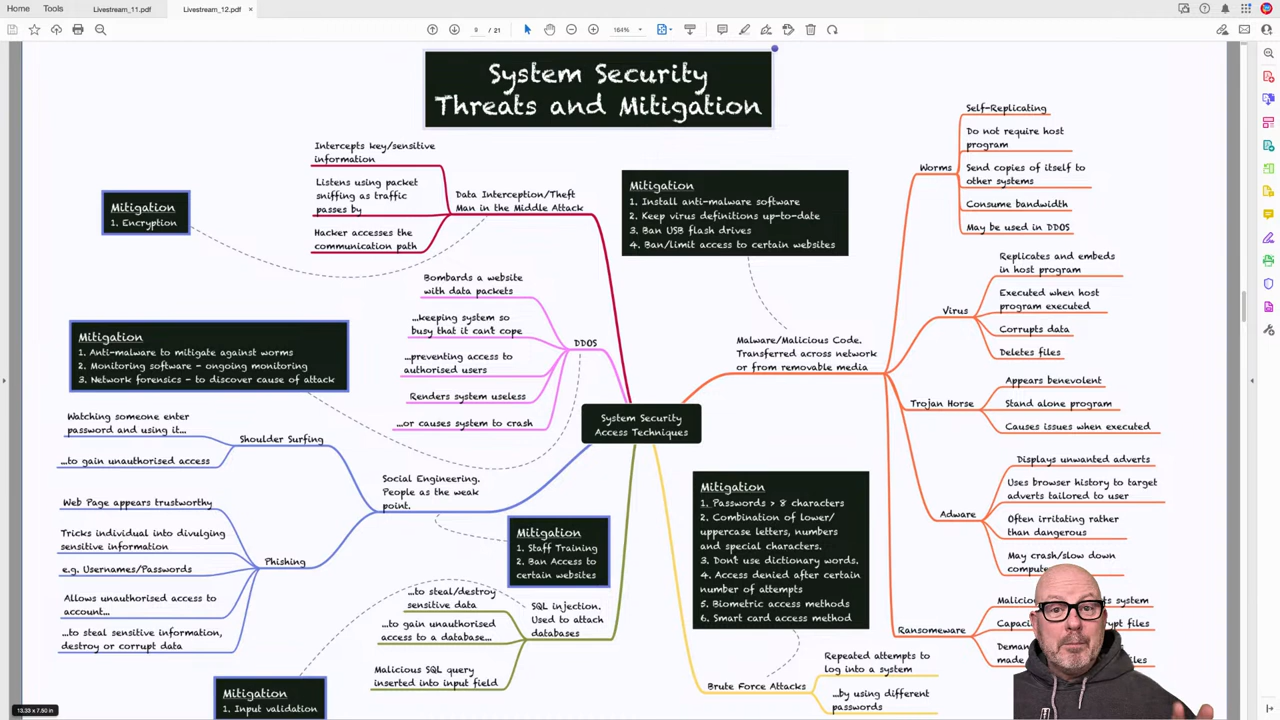 Home
Tools
Livestream_11.pdf
Livestream_12.pdf
9 / 21
164%
System Security
Threats and Mitigation
Intercepts key/sensitive
information
Listens using packet
sniffing as traffic
passes by
Hacker accesses the
communication path
Data Interception/Theft
Man in the Middle Attack
Mitigation
1. Encryption
Mitigation
1. Install anti-malware software
2. Keep virus definitions up-to-date
3. Ban USB flash drives
4. Ban/limit access to certain websites
Self-Replicating
Do not require host
program
Worms
Send copies of itself to
other systems
Consume bandwidth
May be used in DDOS
Replicates and embeds
in host program
Executed when host
program executed
Virus
Corrupts data
Deletes files
Malware/Malicious Code.
Transferred across network
or from removable media
Bombards a website
with data packets
...keeping system so
busy that it can't cope
DDOS
...preventing access to
authorised users
Renders system useless
...or causes system to crash
Mitigation
1. Anti-malware to mitigate against worms
2. Monitoring software - ongoing monitoring
3. Network forensics - to discover cause of attack
Appears benevolent
Trojan Horse
Stand alone program
Causes issues when executed
System Security
Access Techniques
Watching someone enter
password and using it...
Shoulder Surfing
...to gain unauthorised access
Social Engineering.
People as the weak
point.
Web Page appears trustworthy
Tricks individual into divulging
sensitive information
Phishing
e.g. Usernames/Passwords
Allows unauthorised access to
account...
...to steal sensitive information,
destroy or corrupt data
Mitigation
1. Staff Training
2. Ban Access to
certain websites
Mitigation
1. Passwords > 8 characters
2. Combination of lower/
uppercase letters, numbers
and special characters.
3. Don't use dictionary words.
4. Access denied after certain
number of attempts
5. Biometric access methods
6. Smart card access method
Displays unwanted adverts
Uses browser history to target
adverts tailored to user
Adware
Often irritating rather
than dangerous
May crash/slow down
...to steal/destroy
sensitive data
SQL injection.
Used to attach
databases
...to gain unauthorised
access to a database...
Malicious SQL query
inserted into input field
Ransomeware
system
files
Repeated attempts to
log into a system
Brute Force Attacks
...by using different
passwords
Mitigation
1. Input validation
13.33 x 7.50 in